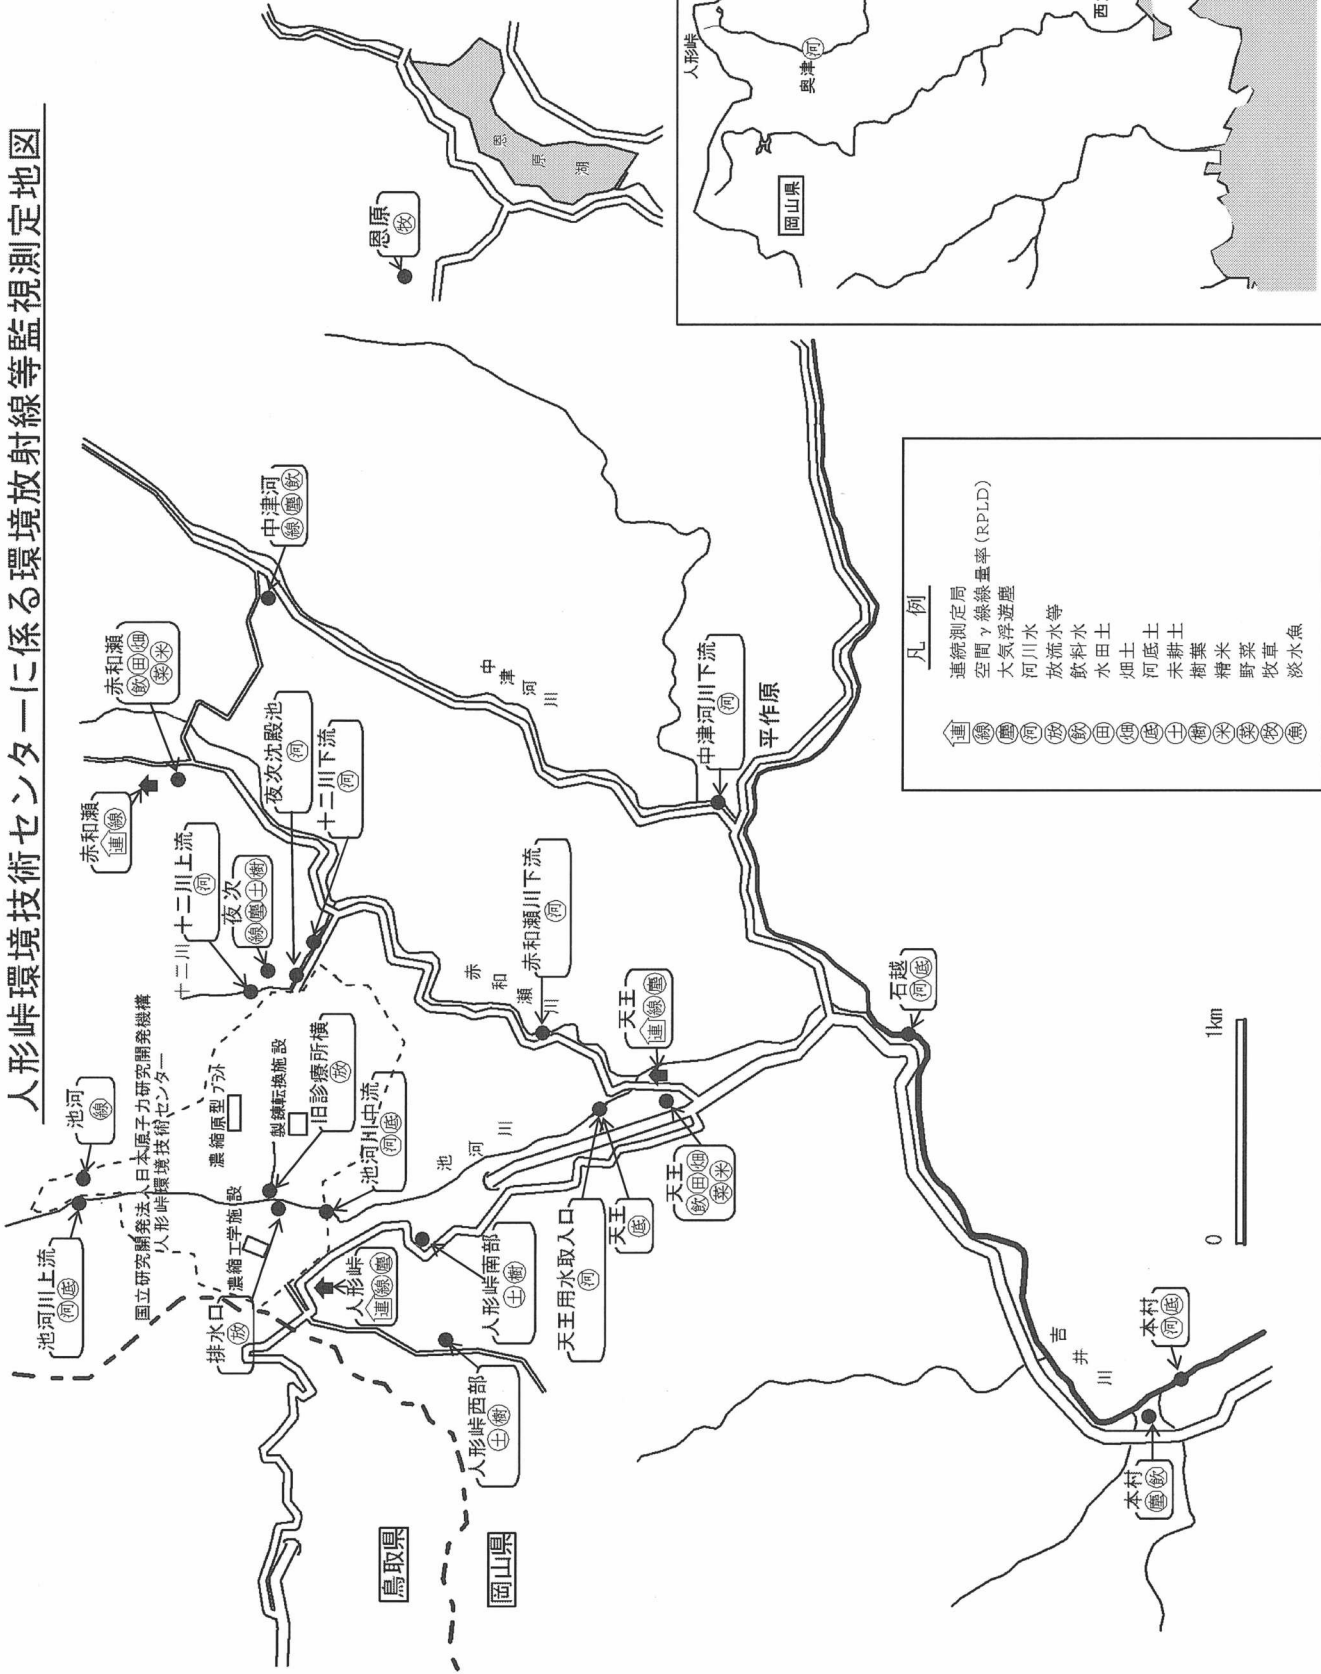 人形峠環境技術センターに係る環境放射線等監視測定地図
池河川上流
河底
池河
線
国立研究開発法人日本原子力研究開発機構
人形峠環境技術センター
濃縮原型プラント
濃縮工学施設
製錬転換施設
排水口
放
旧診療所横
放
池河川中流
河底
十二川
十二川上流
河
夜次
線塵土樹
夜次沈殿池
河
十二川下流
河
赤和瀬
連線
赤和瀬
飲田畑
菜米
中津河
線塵飲
恩原
牧
恩原湖
鳥取県
岡山県
人形峠
連線塵
人形峠西部
土樹
人形峠南部
土樹
池河川
赤和瀬川
赤和瀬川下流
河
中津河川
中津河川下流
河
平作原
天王用水取入口
河
天王
底
天王
飲田畑
菜米
天王
連線塵
石越
河底
吉井川
本村
塵飲
本村
河底
0
1km
凡例
連 連続測定局
線 空間γ線線量率(RPLD)
塵 大気浮遊塵
河 河川水
放 放流水等
飲 飲料水
田 水田土
畑 畑土
底 河底土
土 未耕土
樹 樹葉
米 精米
菜 野菜
牧 牧草
魚 淡水魚
人形峠
奥津
河
岡山県
西